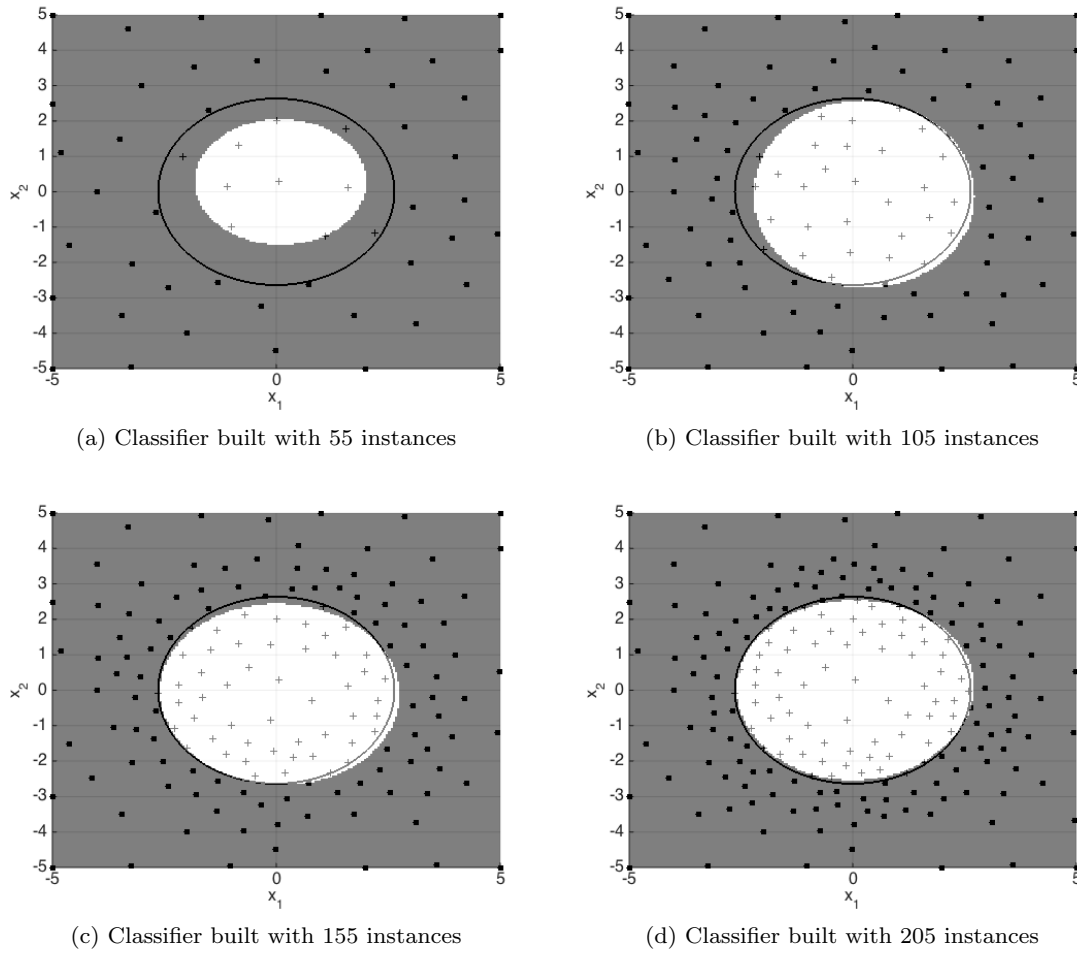 5
4
3
2
1
0
-1
-2
-3
-4
-5
x2
-5 0 5
x1
(a) Classifier built with 55 instances
5
4
3
2
1
0
-1
-2
-3
-4
-5
x2
-5 0 5
x1
(b) Classifier built with 105 instances
5
4
3
2
1
0
-1
-2
-3
-4
-5
x2
-5 0 5
x1
(c) Classifier built with 155 instances
5
4
3
2
1
0
-1
-2
-3
-4
-5
x2
-5 0 5
x1
(d) Classifier built with 205 instances